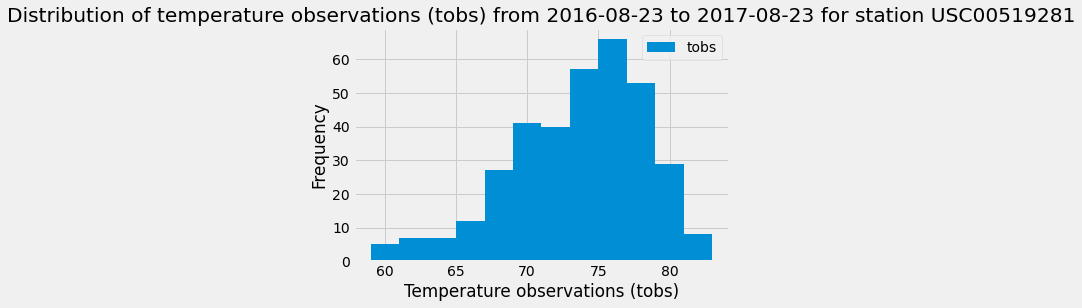 Distribution of temperature observations (tobs) from 2016-08-23 to 2017-08-23 for station USC00519281
tobs
60
50
40
30
20
10
0
Frequency
60 65 70 75 80
Temperature observations (tobs)